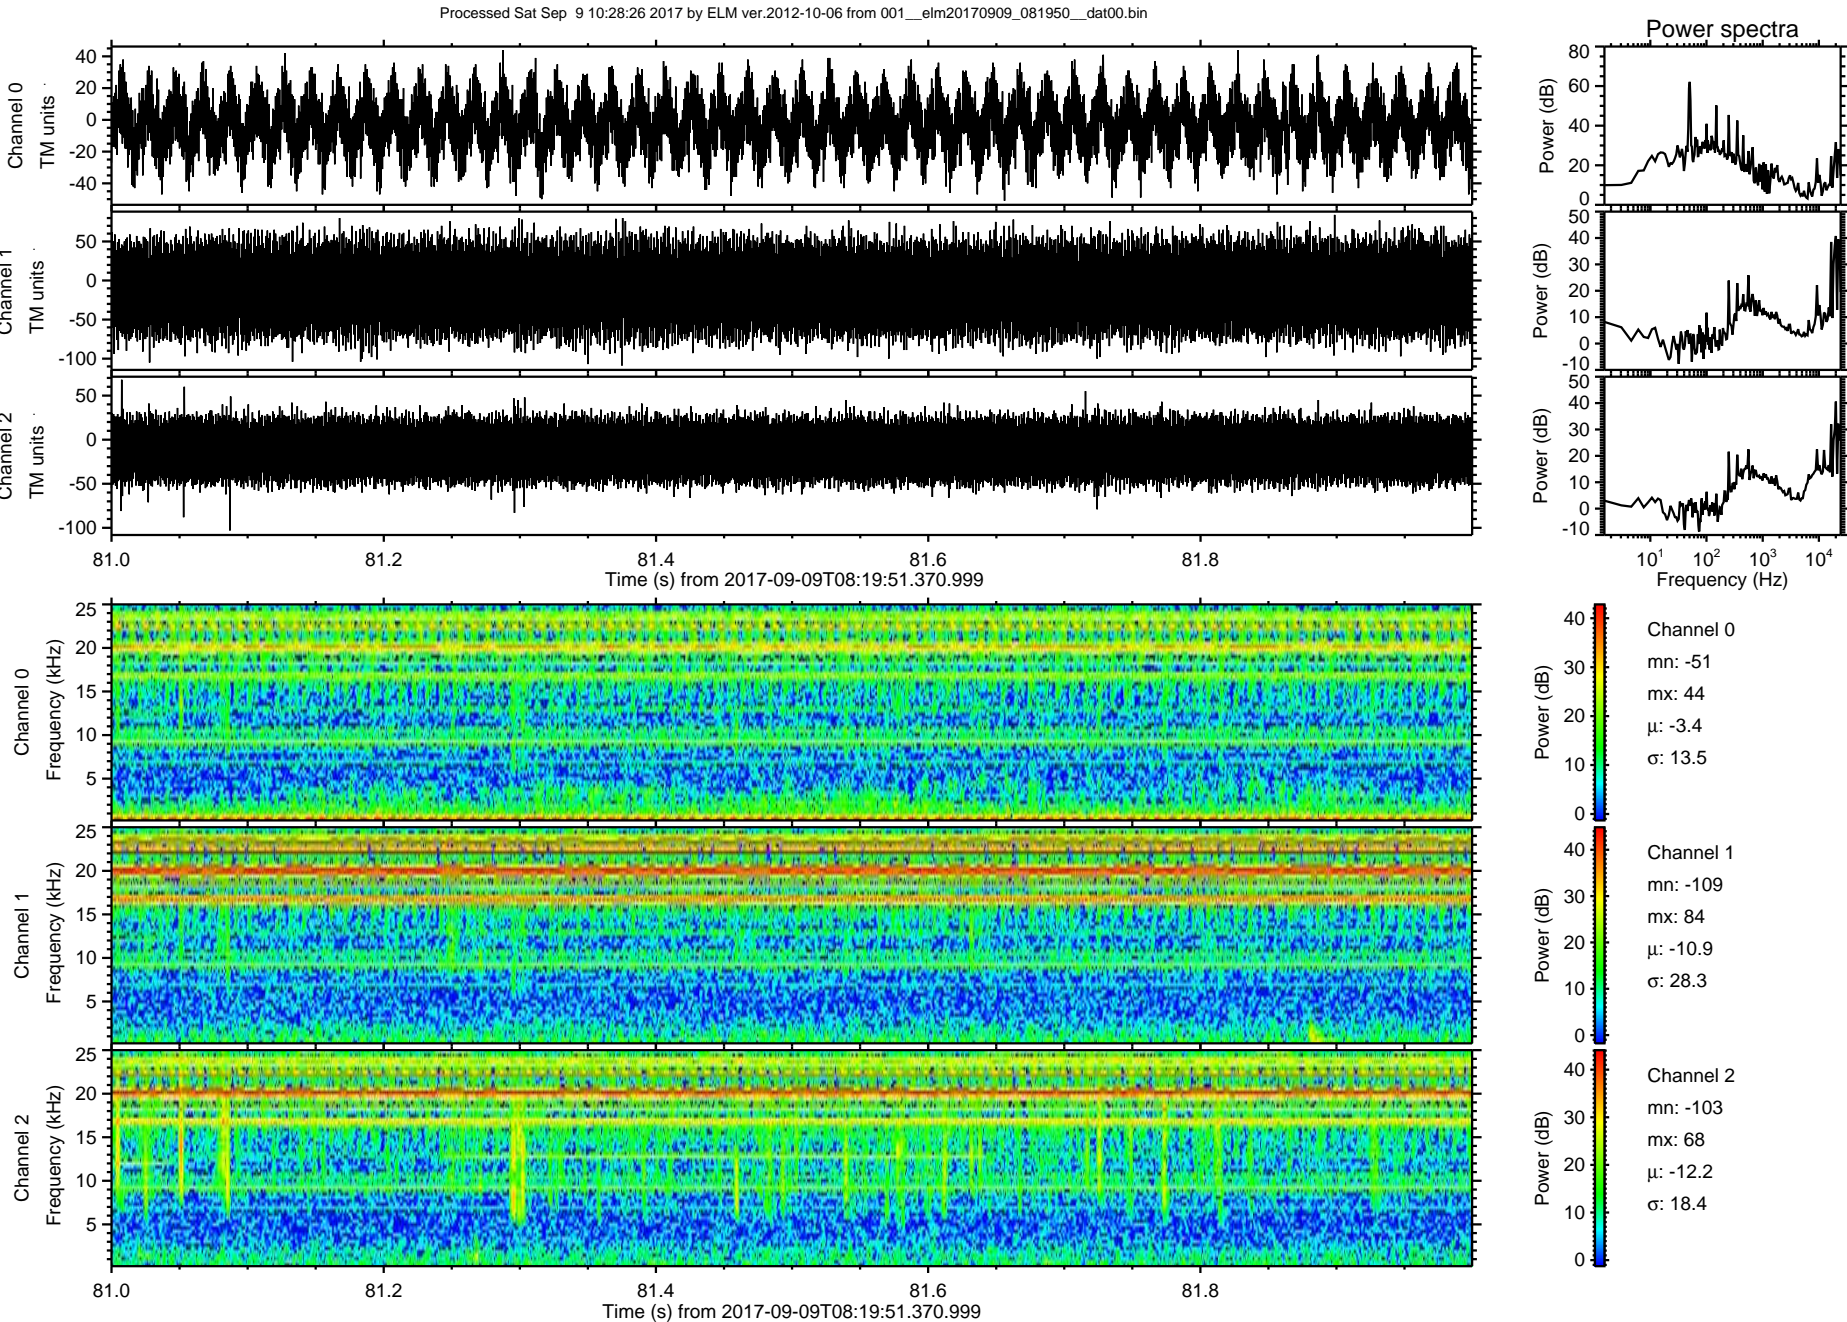 Processed Sat Sep  9 10:28:26 2017 by ELM ver.2012-10-06 from 001__elm20170909_081950__dat00.bin
Power spectra
Channel 0
TM units
40
20
0
-20
-40
Power (dB)
80
60
40
20
0
Channel 1
TM units
50
0
-50
-100
Power (dB)
50
40
30
20
10
0
-10
Channel 2
TM units
50
0
-50
-100
Power (dB)
50
40
30
20
10
0
-10
81.0 81.2 81.4 81.6 81.8
Time (s) from 2017-09-09T08:19:51.370.999
10¹ 10² 10³ 10⁴
Frequency (Hz)
Channel 0
Frequency (kHz)
25
20
15
10
5
Power (dB)
40
30
20
10
0
Channel 0
mn: -51
mx: 44
μ: -3.4
σ: 13.5
Channel 1
Frequency (kHz)
25
20
15
10
5
Power (dB)
40
30
20
10
0
Channel 1
mn: -109
mx: 84
μ: -10.9
σ: 28.3
Channel 2
Frequency (kHz)
25
20
15
10
5
Power (dB)
40
30
20
10
0
Channel 2
mn: -103
mx: 68
μ: -12.2
σ: 18.4
81.0 81.2 81.4 81.6 81.8
Time (s) from 2017-09-09T08:19:51.370.999